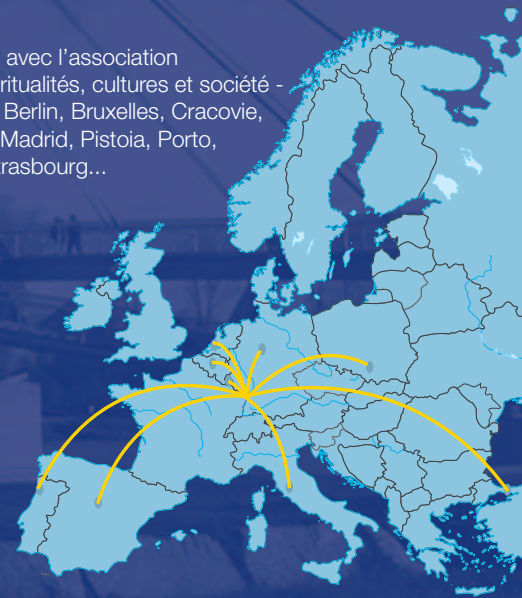 avec l'association
ritualités, cultures et société -
Berlin, Bruxelles, Cracovie,
Madrid, Pistoia, Porto,
rasbourg...